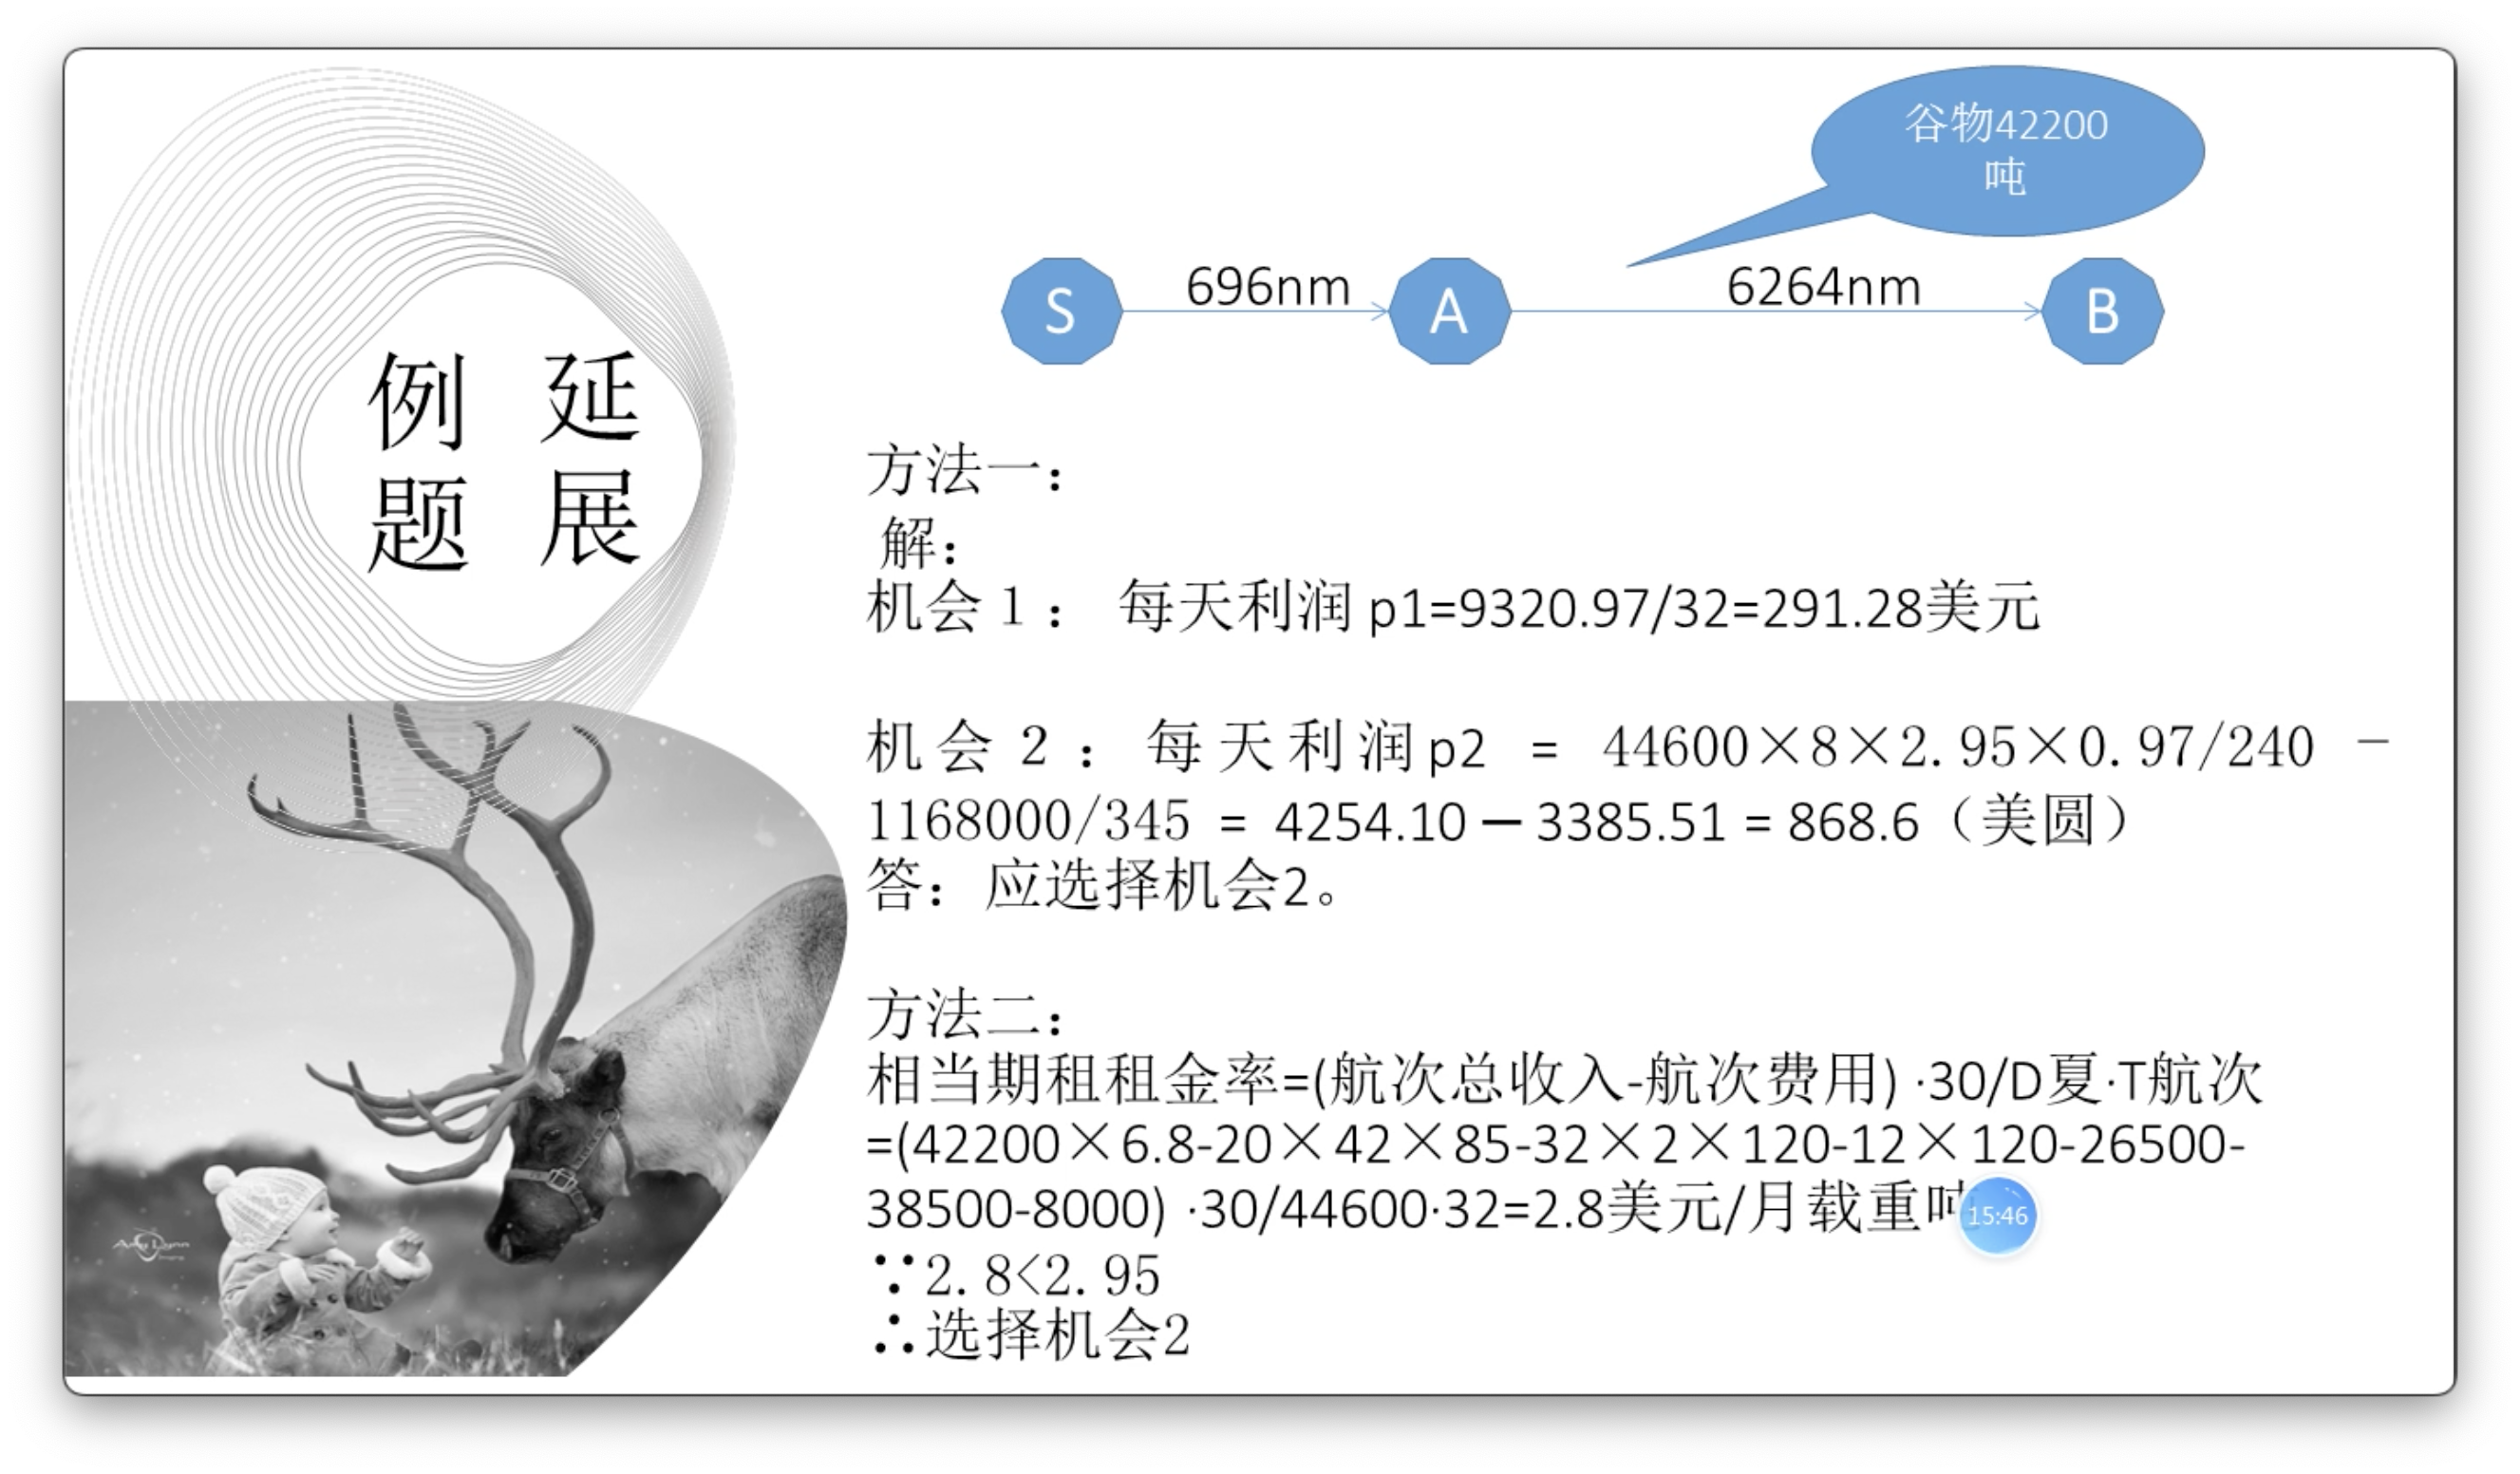 谷物42200
吨
S
696nm
A
6264nm
B
延展
例题
方法一：
解：
机会1： 每天利润 p1=9320.97/32=291.28美元
机会2：每天利润p2 = 44600×8×2.95×0.97/240 －
1168000/345 = 4254.10 － 3385.51 = 868.6（美圆）
答：应选择机会2。
方法二：
相当期租租金率=(航次总收入-航次费用) ·30/D夏·T航次
=(42200×6.8-20×42×85-32×2×120-12×120-26500-
38500-8000) ·30/44600·32=2.8美元/月载重吨
15:46
∵2.8<2.95
∴选择机会2
Amy Lynn